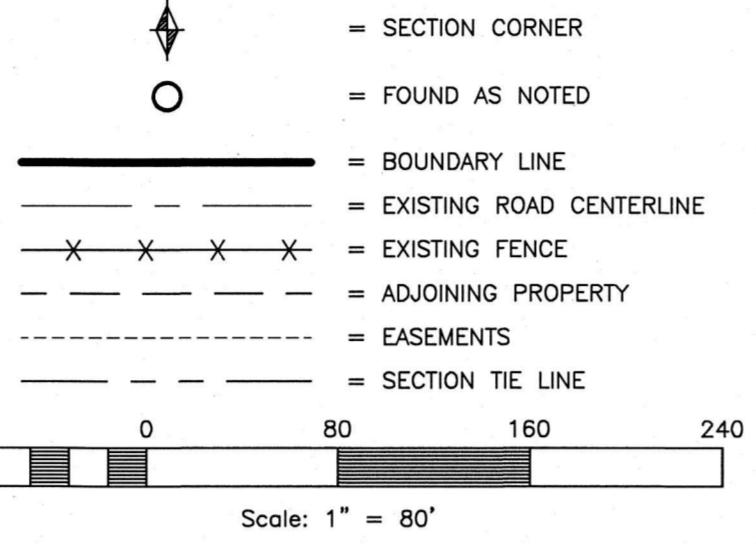 = SECTION CORNER
= FOUND AS NOTED
= BOUNDARY LINE
= EXISTING ROAD CENTERLINE
= EXISTING FENCE
= ADJOINING PROPERTY
= EASEMENTS
= SECTION TIE LINE
0 80 160 240
Scale: 1" = 80'